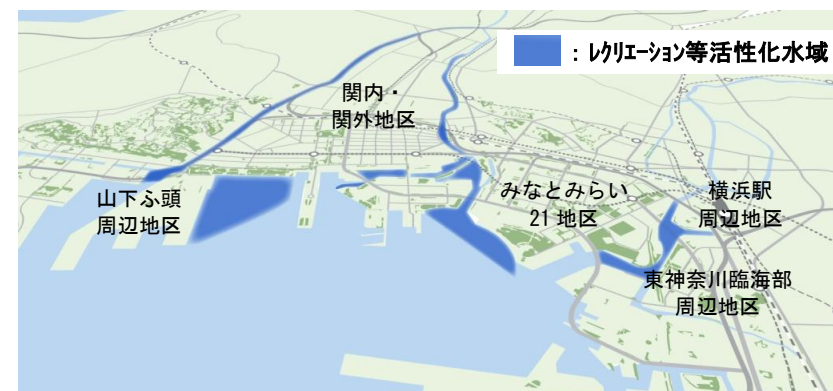 ：ﾚｸﾘｴｰｼｮﾝ等活性化水域
関内・
関外地区
みなとみらい
21地区
横浜駅
周辺地区
山下ふ頭
周辺地区
東神奈川臨海部
周辺地区